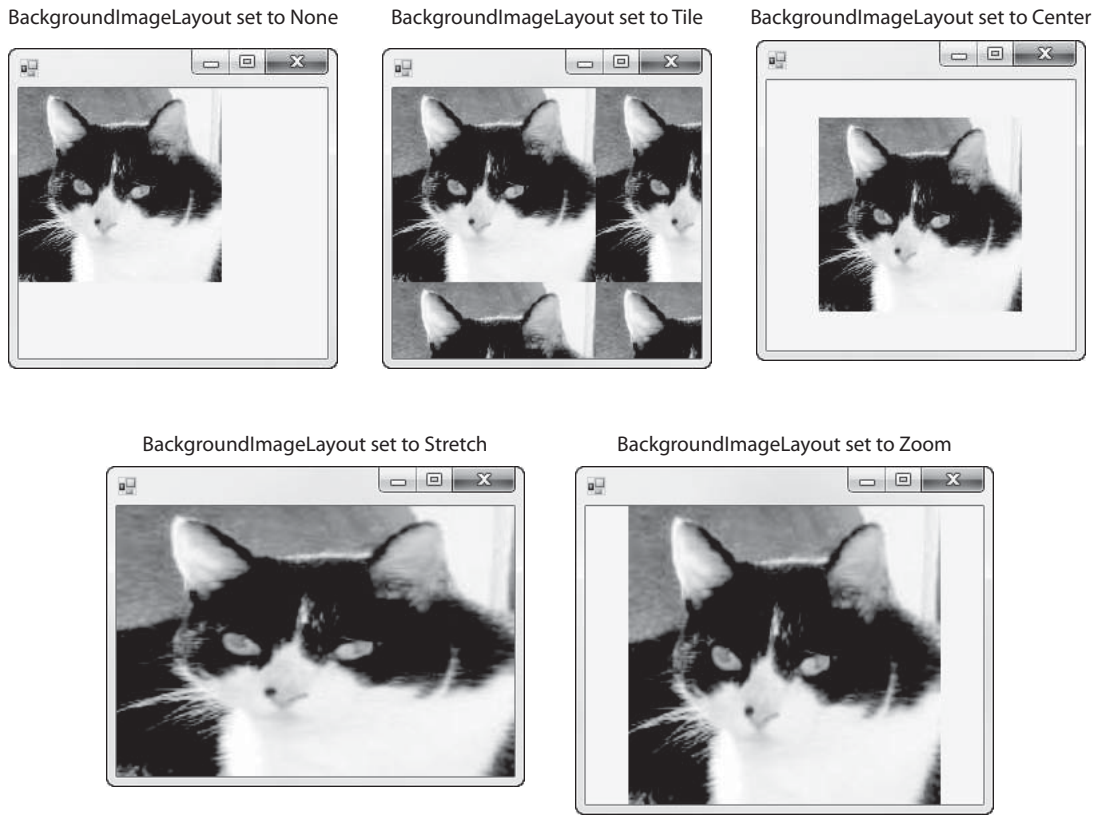 BackgroundImageLayout set to None
BackgroundImageLayout set to Tile
BackgroundImageLayout set to Center
BackgroundImageLayout set to Stretch
BackgroundImageLayout set to Zoom